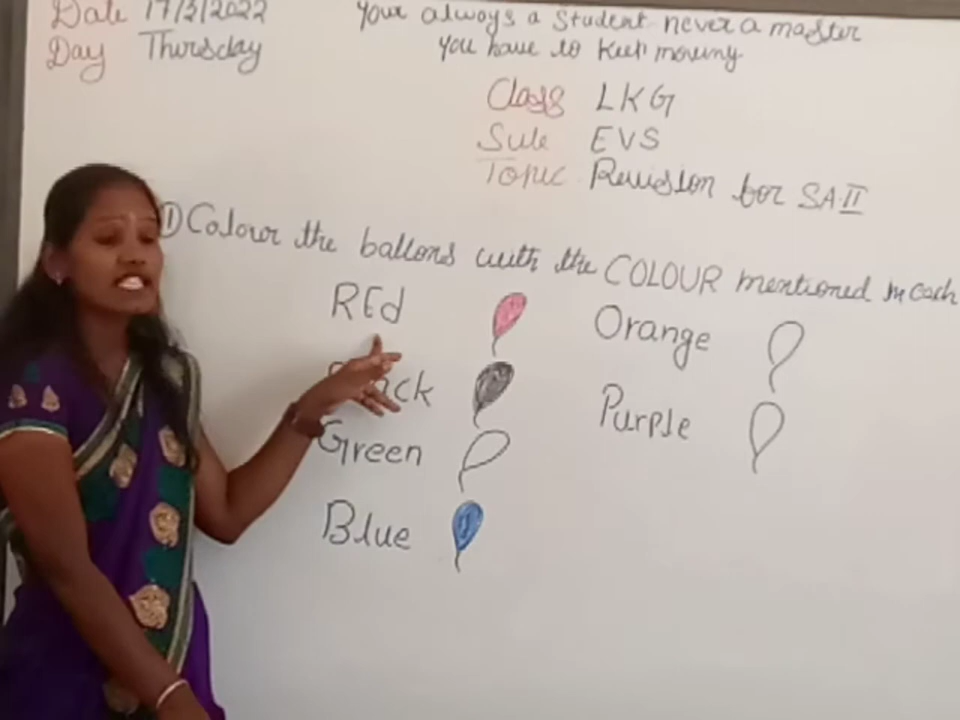 Date 17/3/2022
Day Thursday
Your always a Student never a master
you have to keep moving
Class LKG
Sub EVS
Topic Revision for SA-II
① Colour the ballons with the COLOUR mentioned in each
REd
Black
Green
Blue
Orange
Purple